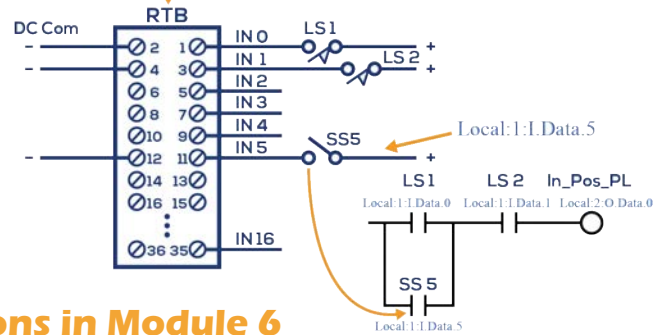 RTB
DC Com
IN 0
LS1
- 2 1 +
IN 1
LS 2
- 4 3 +
IN 2
6 5
IN 3
8 7
IN 4
10 9
IN 5
SS5
Local:1:I.Data.5
- 12 11 +
14 13
16 15
LS 1 LS 2 In_Pos_PL
Local:1:I.Data.0 Local:1:I.Data.1 Local:2:O.Data.0
IN 16
36 35
SS 5
Local:1:I.Data.5
ons in Module 6